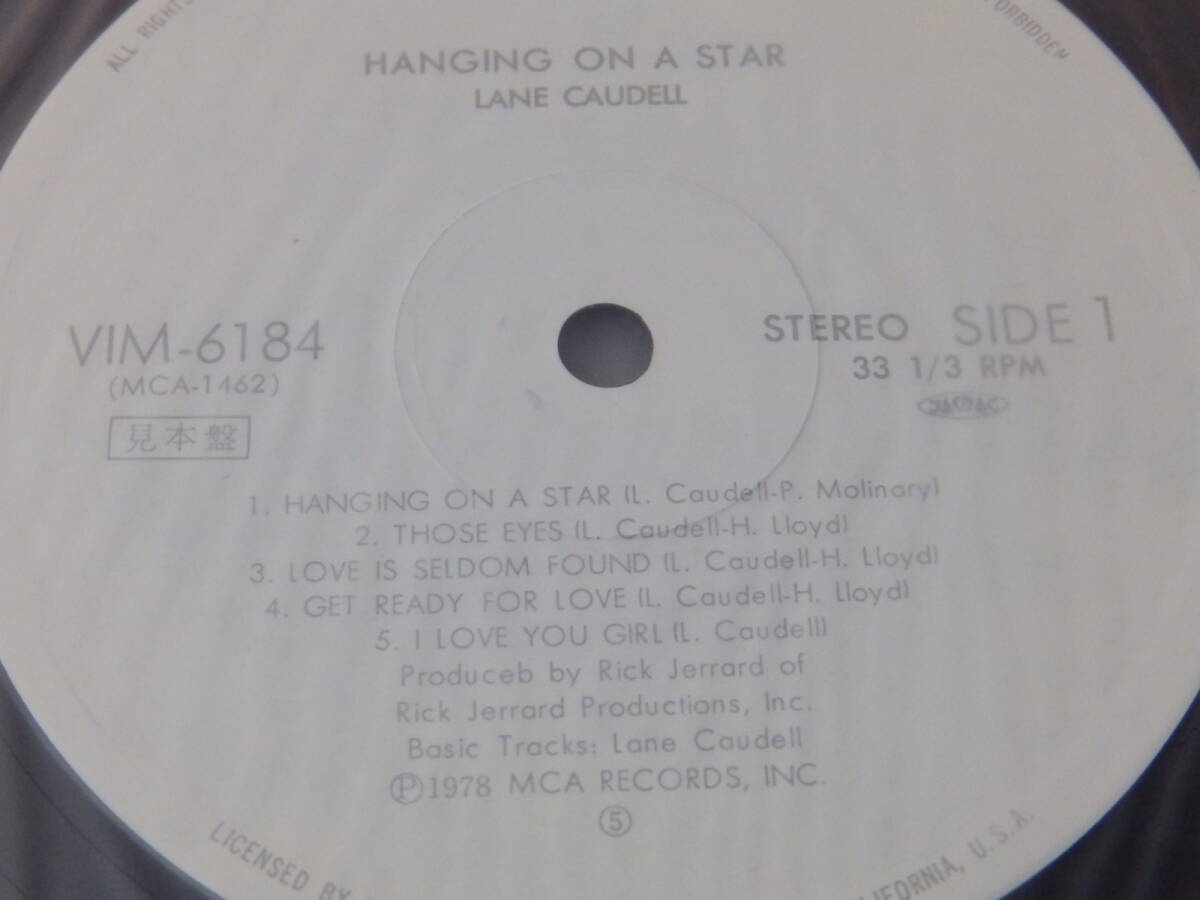 ALL RIGHTS
FORBIDDEN
HANGING ON A STAR
LANE CAUDELL
VIM-6184
(MCA-1462)
見本盤
STEREO SIDE 1
33 1/3 RPM
1. HANGING ON A STAR (L. Caudell-P. Molinary)
2. THOSE EYES (L. Caudell-H. Lloyd)
3. LOVE IS SELDOM FOUND (L. Caudell-H. Lloyd)
4. GET READY FOR LOVE (L. Caudell-H. Lloyd)
5. I LOVE YOU GIRL (L. Caudell)
Produceb by Rick Jerrard of
Rick Jerrard Productions, Inc.
Basic Tracks: Lane Caudell
Ⓟ1978 MCA RECORDS, INC.
⑤
LICENSED BY
CALIFORNIA, U.S.A.